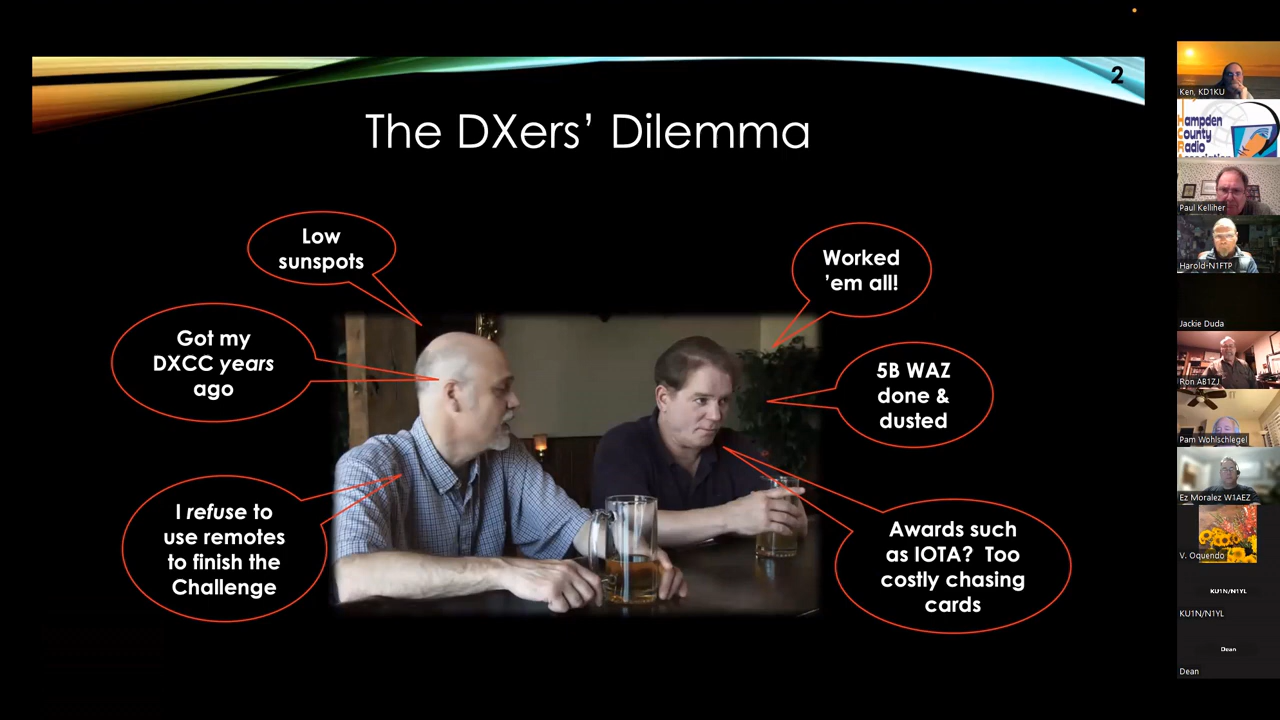 2
The DXers’ Dilemma
Low
sunspots
Worked
’em all!
Got my
DXCC years
ago
5B WAZ
done &
dusted
I refuse to
use remotes
to finish the
Challenge
Awards such
as IOTA? Too
costly chasing
cards
Ken, KD1KU
Hampden
County
Radio
Association
Paul Kelliher
Harold-N1FTP
Jackie Duda
Ron AB1ZJ
Pam Wohlschlegel
Ez Moralez W1AEZ
V. Oquendo
KU1N/N1YL
KU1N/N1YL
Dean
Dean